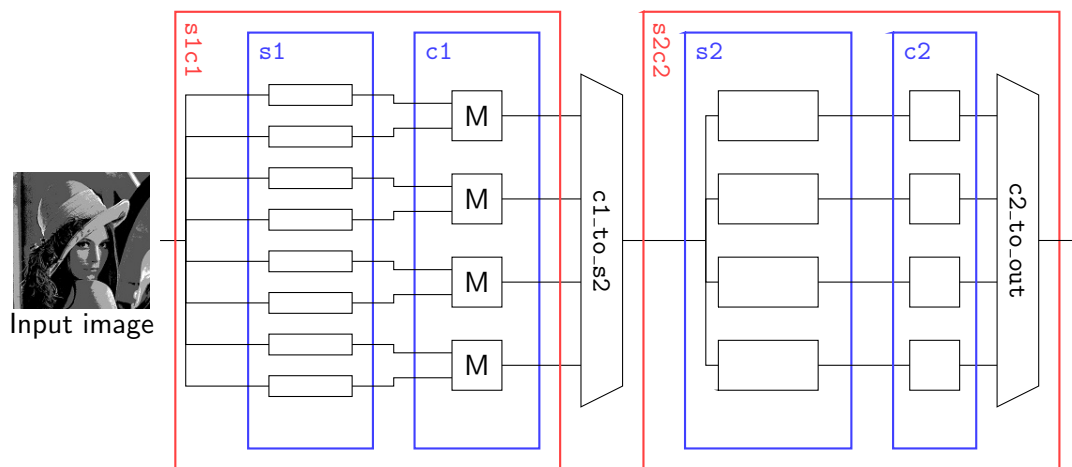 s1c1
s1
c1
M
M
M
M
c1_to_s2
s2c2
s2
c2
c2_to_out
Input image